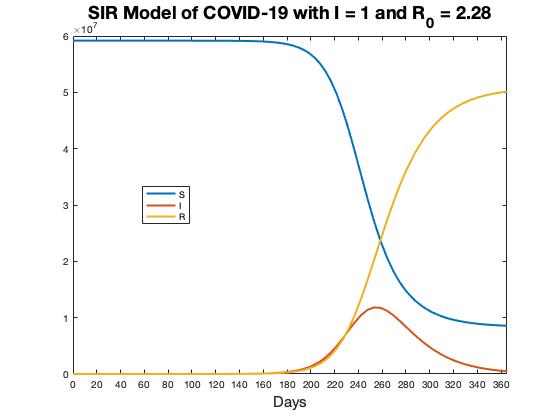 SIR Model of COVID-19 with I = 1 and R0 = 2.28
×10^7
6
5
4
3
2
1
0
S
I
R
0 20 40 60 80 100 120 140 160 180 200 220 240 260 280 300 320 340 360
Days